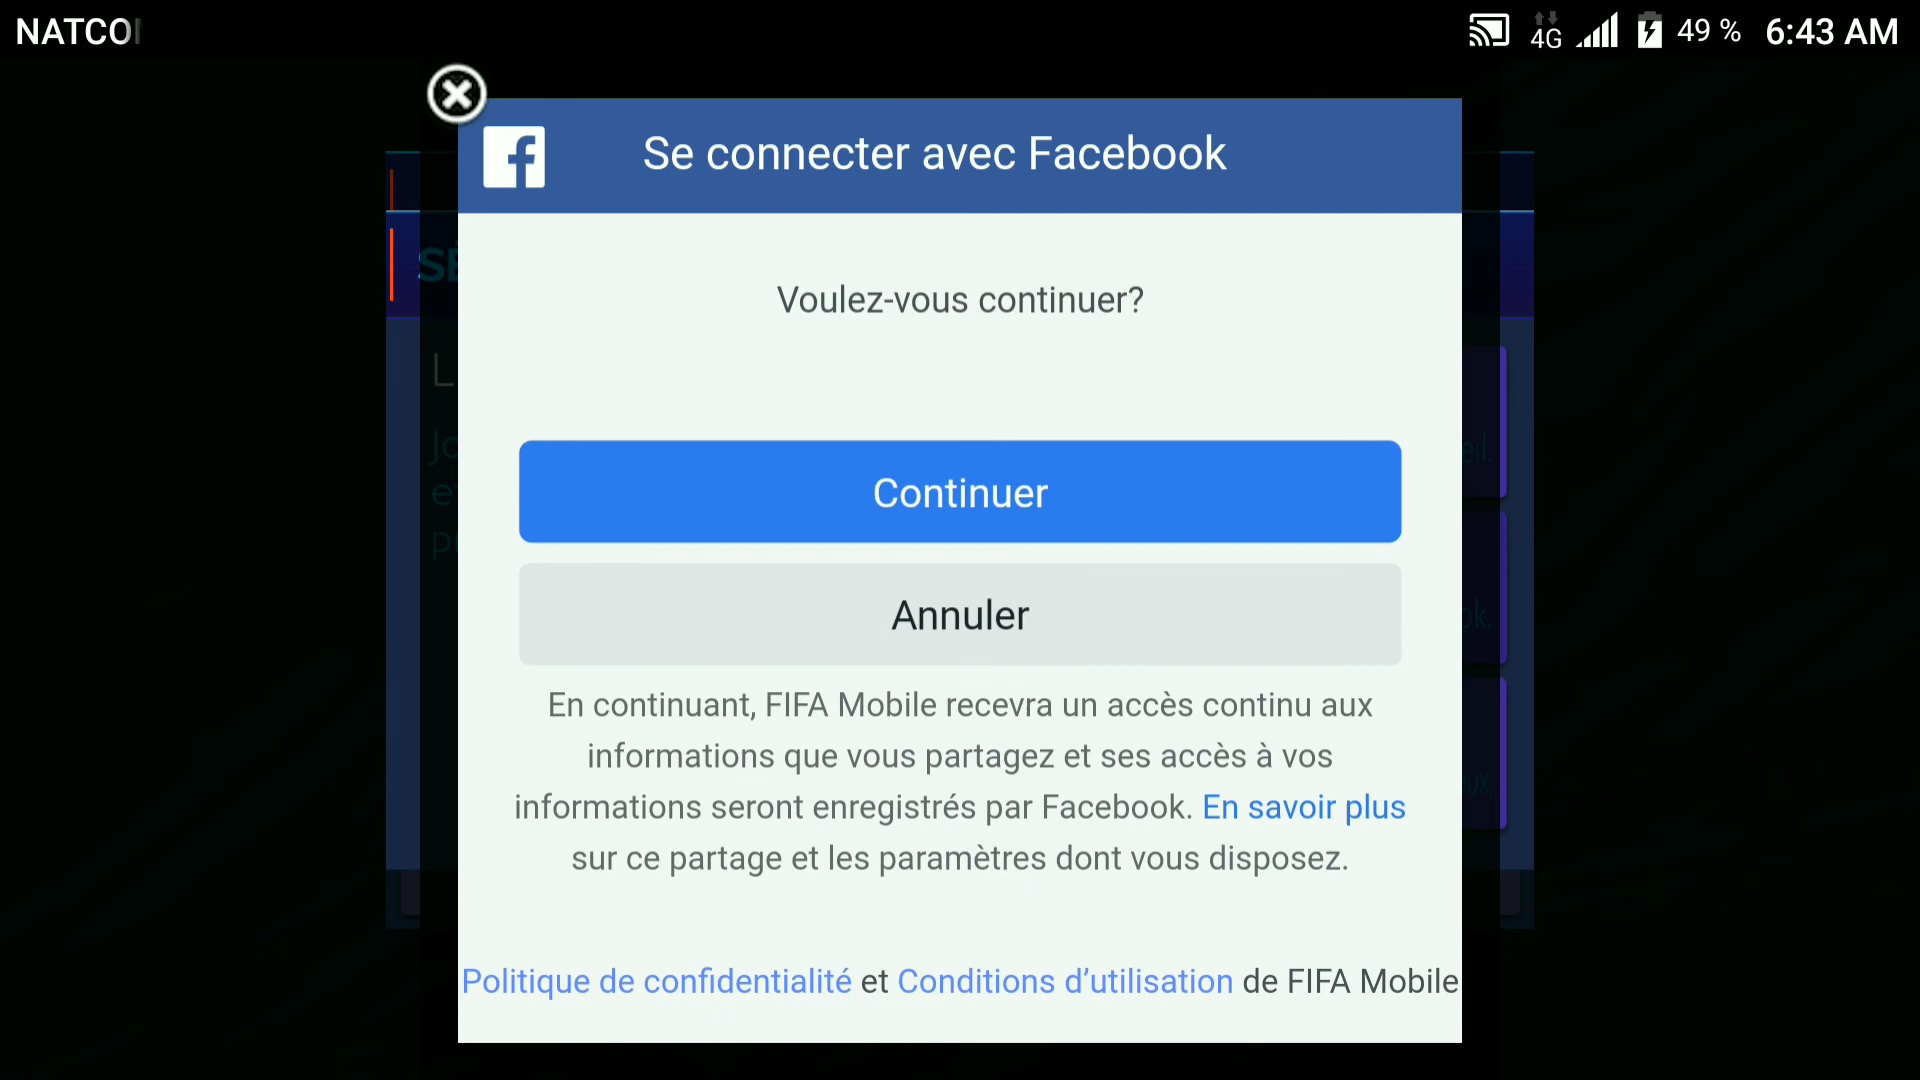 NATCO
4G 49 % 6:43 AM
Se connecter avec Facebook
Voulez-vous continuer?
Continuer
Annuler
En continuant, FIFA Mobile recevra un accès continu aux
informations que vous partagez et ses accès à vos
informations seront enregistrés par Facebook. En savoir plus
sur ce partage et les paramètres dont vous disposez.
Politique de confidentialité et Conditions d’utilisation de FIFA Mobile